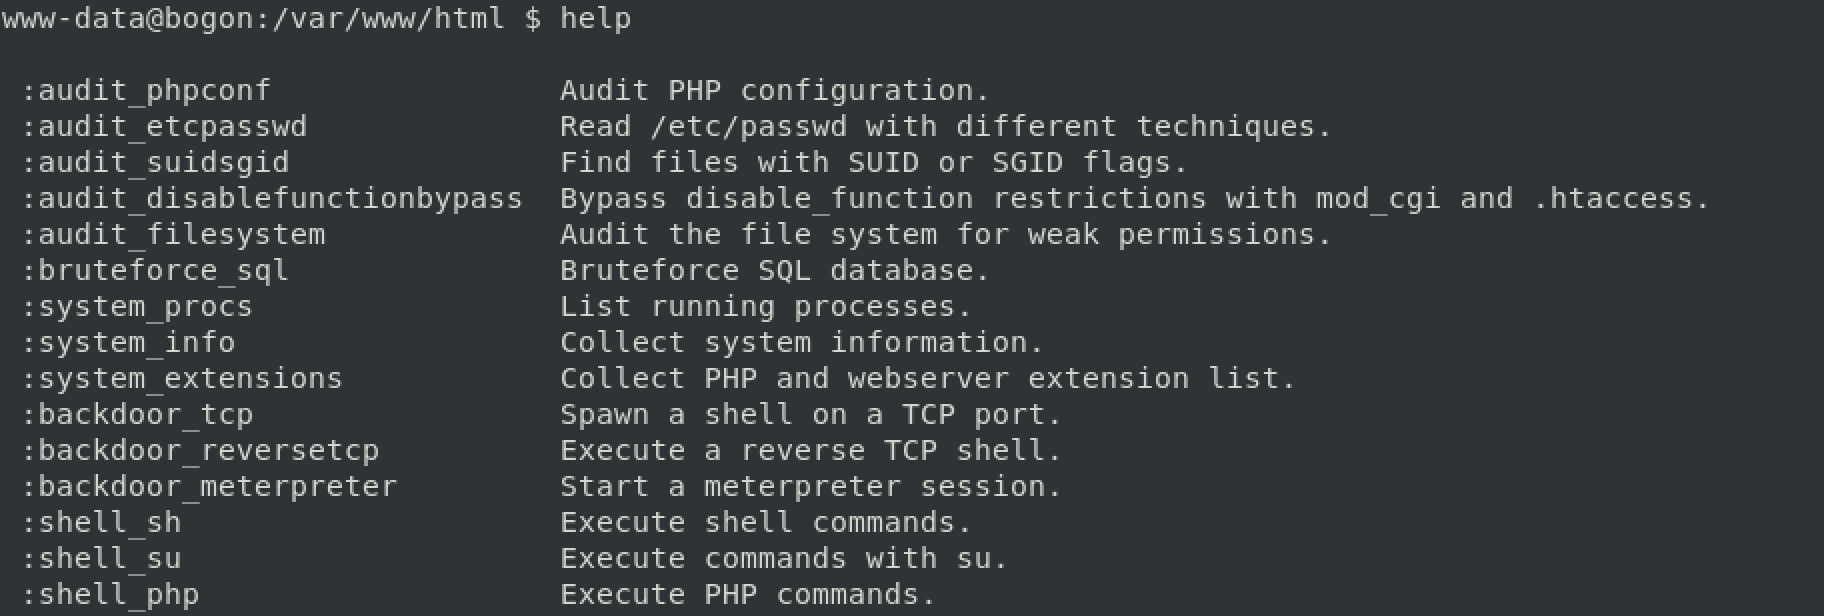 www-data@bogon:/var/www/html $ help
:audit_phpconf Audit PHP configuration.
:audit_etcpasswd Read /etc/passwd with different techniques.
:audit_suidsgid Find files with SUID or SGID flags.
:audit_disablefunctionbypass Bypass disable_function restrictions with mod_cgi and .htaccess.
:audit_filesystem Audit the file system for weak permissions.
:bruteforce_sql Bruteforce SQL database.
:system_procs List running processes.
:system_info Collect system information.
:system_extensions Collect PHP and webserver extension list.
:backdoor_tcp Spawn a shell on a TCP port.
:backdoor_reversetcp Execute a reverse TCP shell.
:backdoor_meterpreter Start a meterpreter session.
:shell_sh Execute shell commands.
:shell_su Execute commands with su.
:shell_php Execute PHP commands.